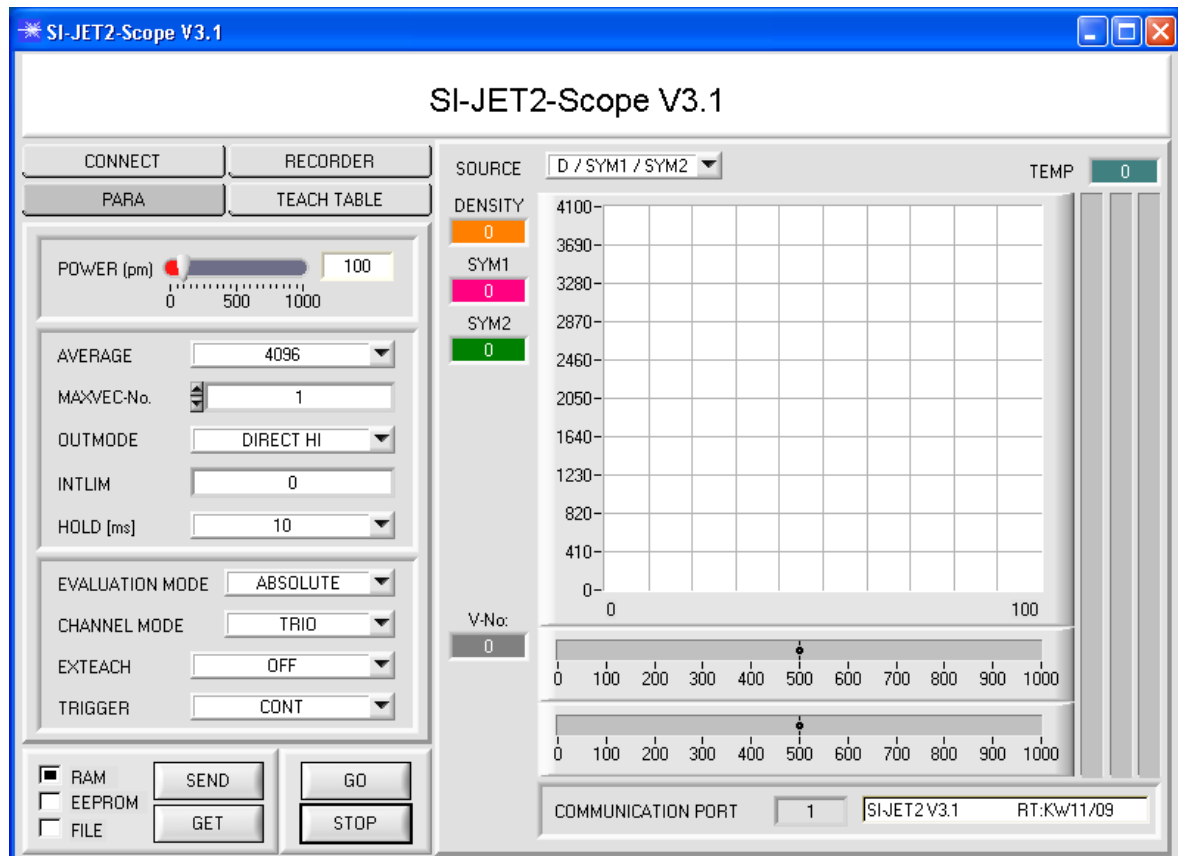 SI-JET2-Scope V3.1
SI-JET2-Scope V3.1
CONNECT
RECORDER
PARA
TEACH TABLE
POWER (pm)
100
0 500 1000
AVERAGE
4096
MAXVEC-No.
1
OUTMODE
DIRECT HI
INTLIM
0
HOLD [ms]
10
EVALUATION MODE
ABSOLUTE
CHANNEL MODE
TRIO
EXTEACH
OFF
TRIGGER
CONT
RAM
EEPROM
FILE
SEND
GET
GO
STOP
SOURCE
D / SYM1 / SYM2
TEMP
0
DENSITY
0
SYM1
0
SYM2
0
V-No:
0
4100
3690
3280
2870
2460
2050
1640
1230
820
410
0
0 100
0 100 200 300 400 500 600 700 800 900 1000
0 100 200 300 400 500 600 700 800 900 1000
COMMUNICATION PORT
1
SI-JET2 V3.1 RT:KW11/09